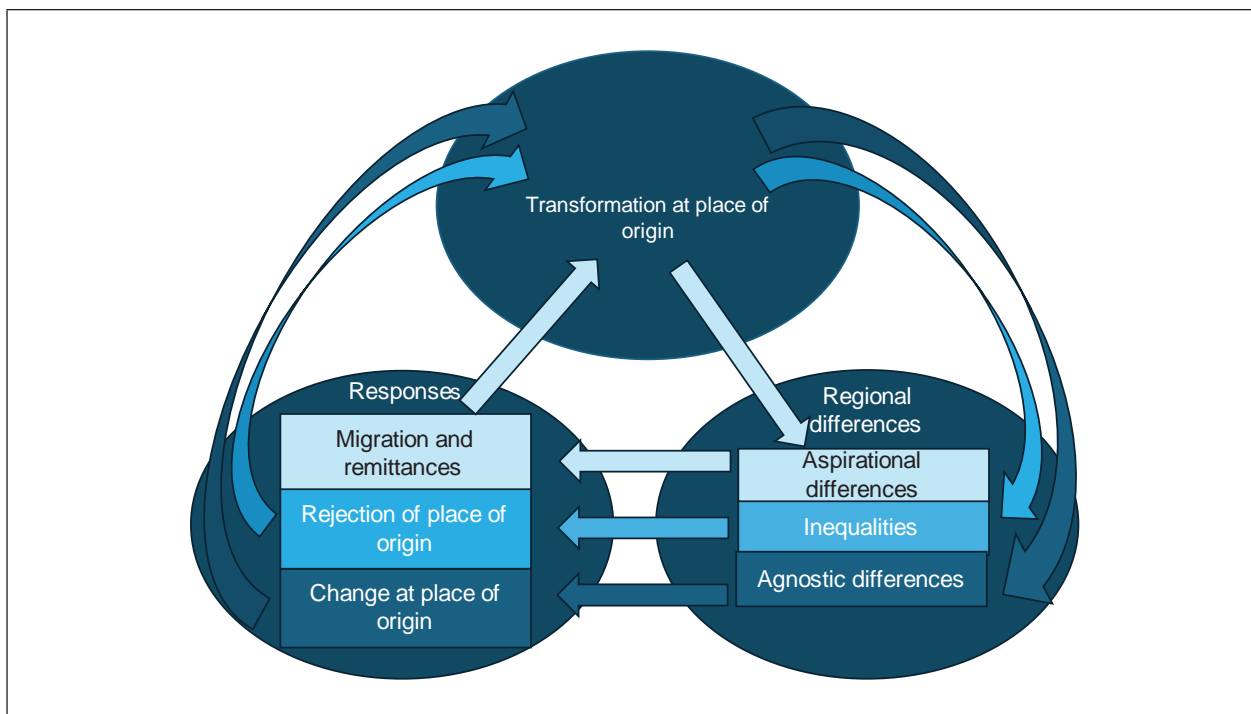 Transformation at place of
origin
Responses
Migration and
remittances
Rejection of place of
origin
Change at place of
origin
Regional
differences
Aspirational
differences
Inequalities
Agnostic differences